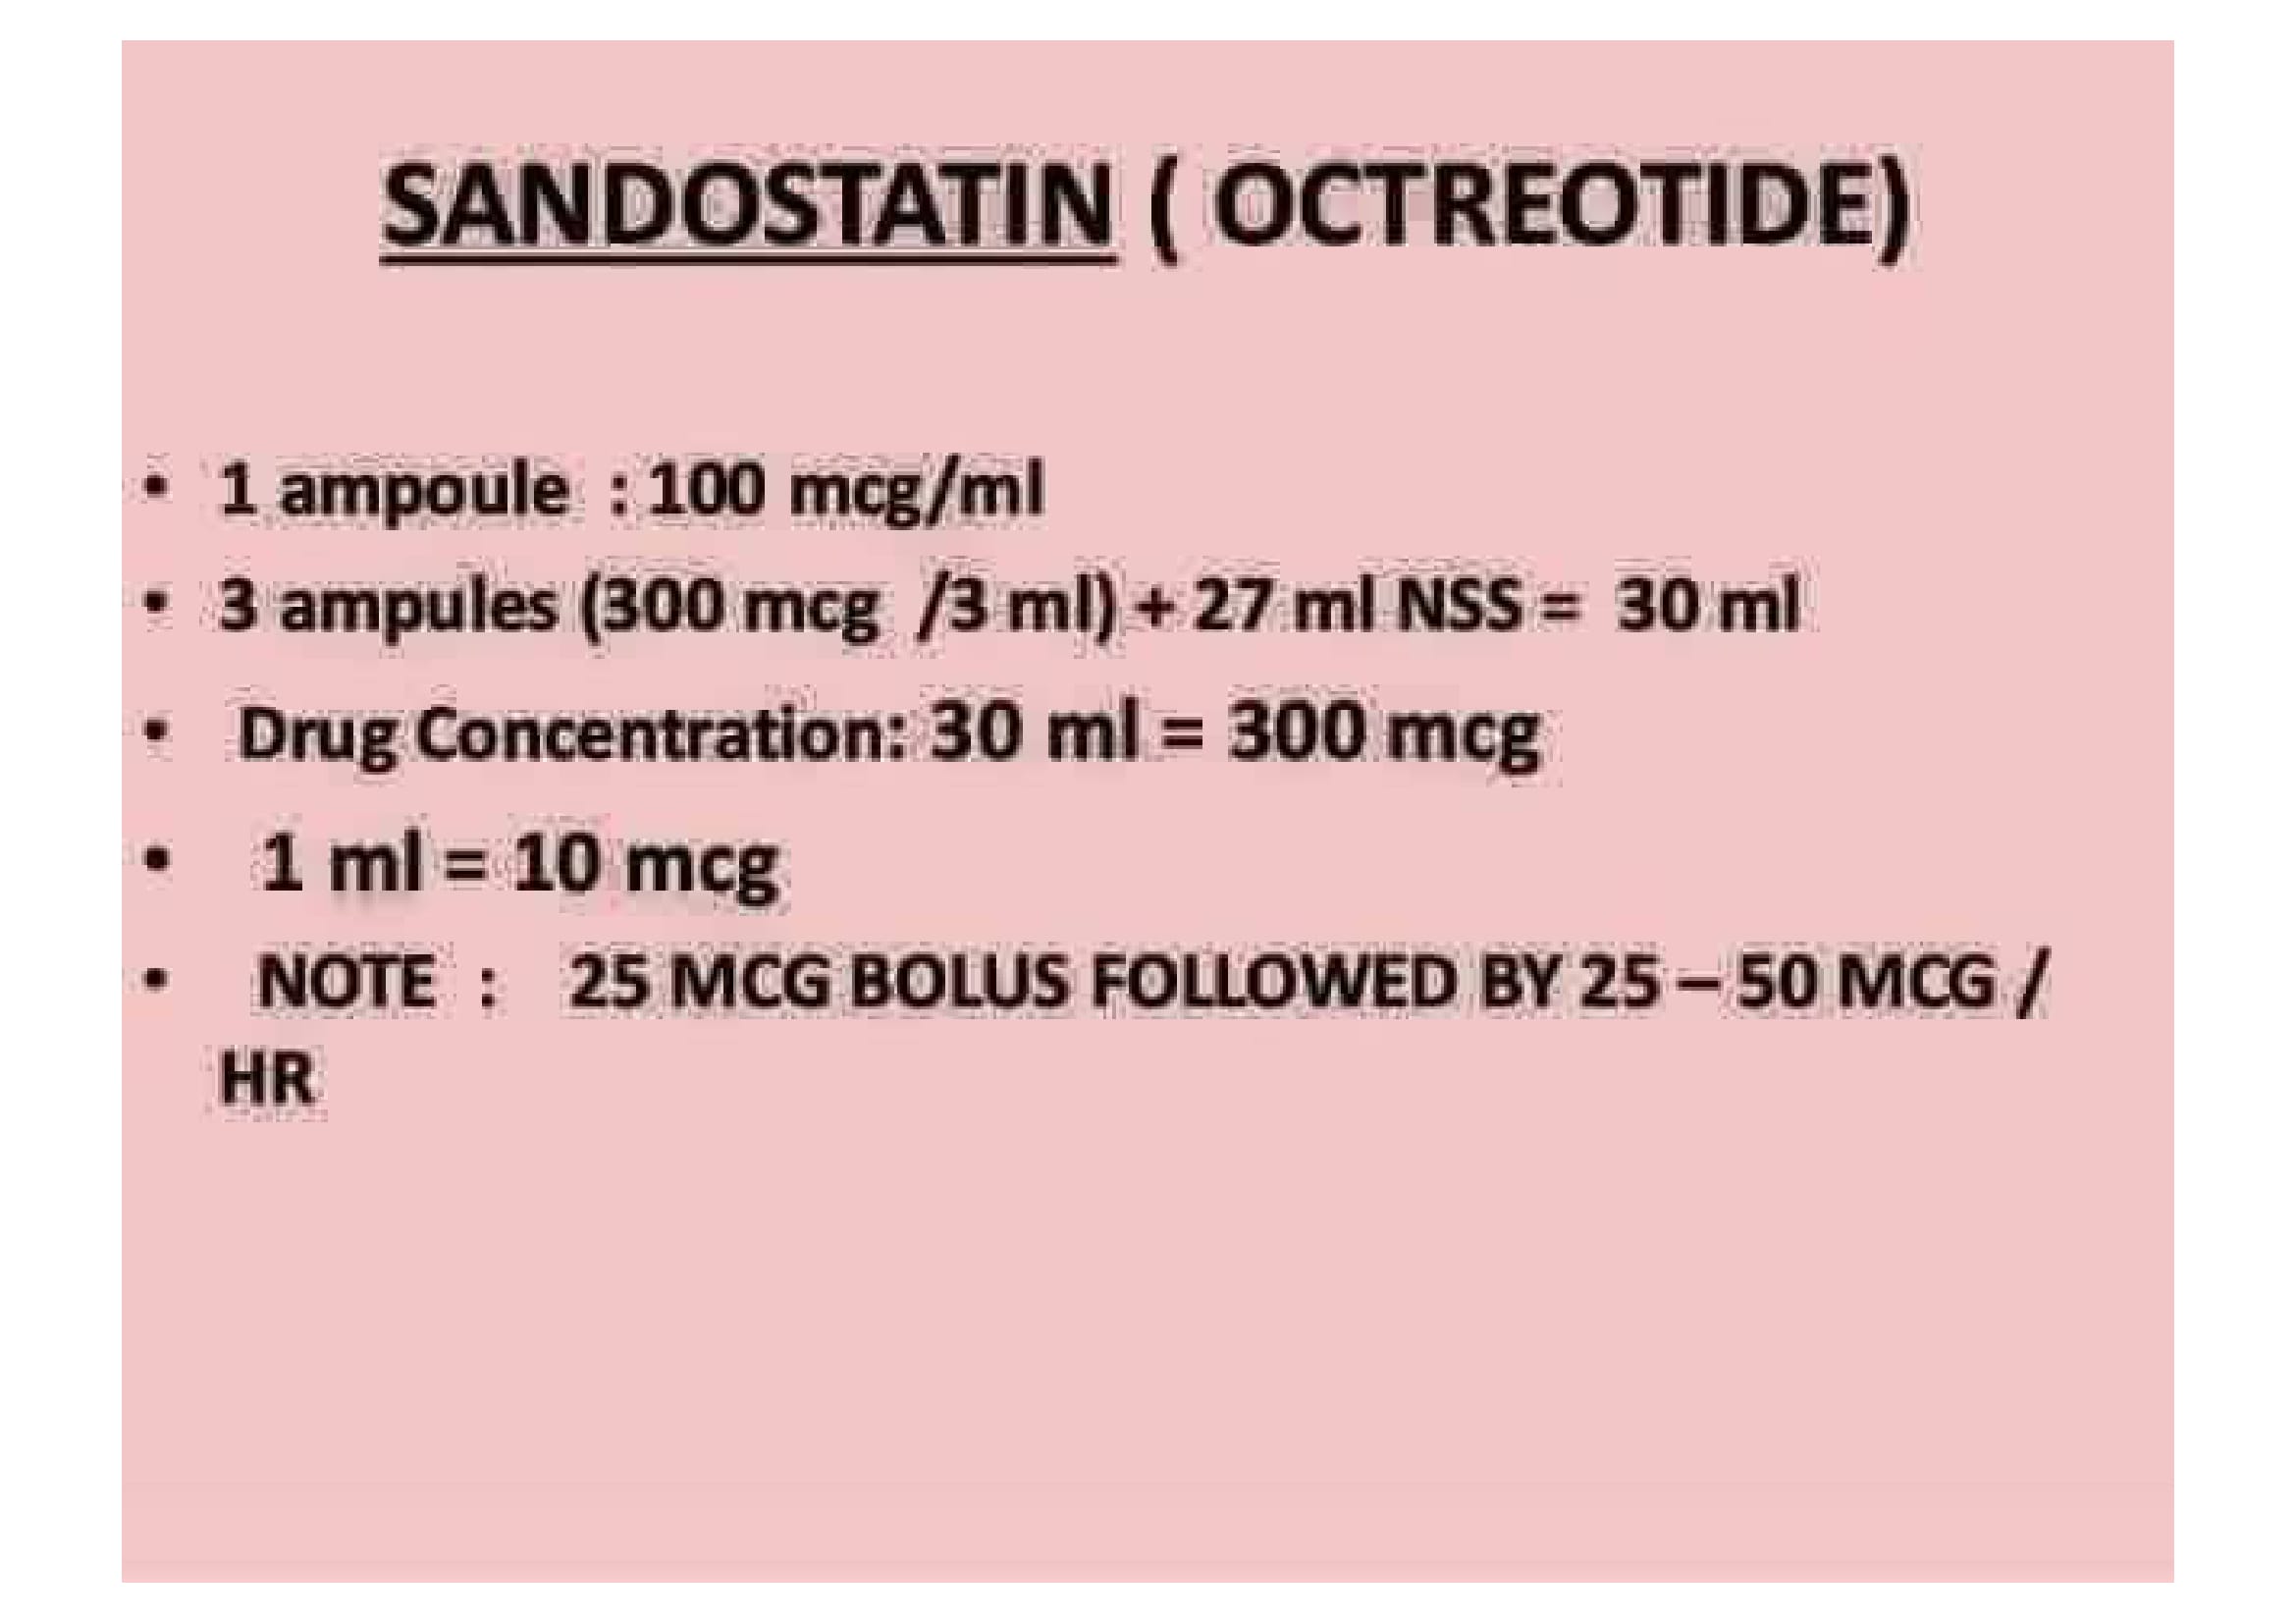 SANDOSTATIN ( OCTREOTIDE)
• 1 ampoule : 100 mcg/ml
• 3 ampules (300 mcg /3 ml) + 27 ml NSS = 30 ml
• Drug Concentration: 30 ml = 300 mcg
• 1 ml = 10 mcg
• NOTE : 25 MCG BOLUS FOLLOWED BY 25 – 50 MCG /
HR